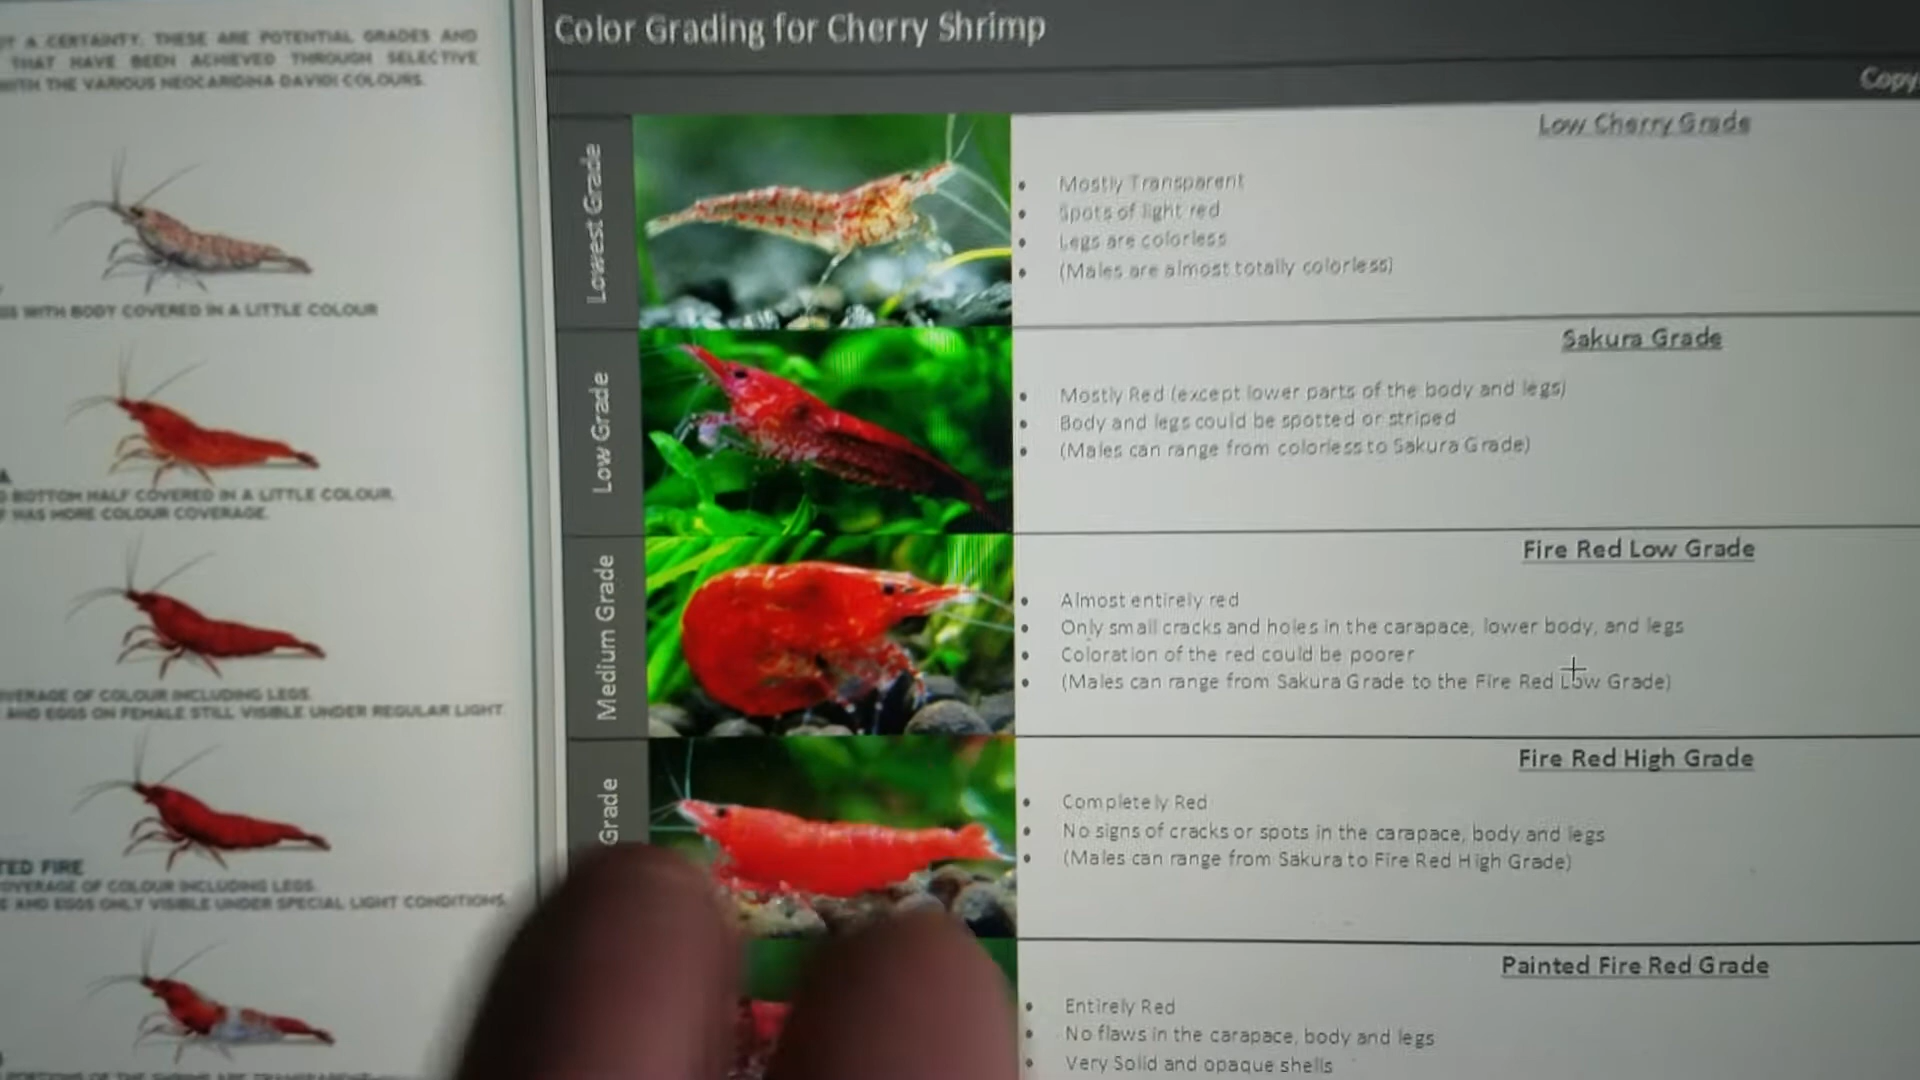 A CERTAINTY. THESE ARE POTENTIAL GRADES AND
THAT HAVE BEEN ACHIEVED THROUGH SELECTIVE
WITH THE VARIOUS NEOCARIDINA DAVIDI COLOURS.
WITH BODY COVERED IN A LITTLE COLOUR
BOTTOM HALF COVERED IN A LITTLE COLOUR.
HAS MORE COLOUR COVERAGE.
OF COLOUR INCLUDING LEGS.
AND EGGS ON FEMALE STILL VISIBLE UNDER REGULAR LIGHT.
FIRE
OF COLOUR INCLUDING LEGS.
AND EGGS ONLY VISIBLE UNDER SPECIAL LIGHT CONDITIONS.
Color Grading for Cherry Shrimp
Copy
Lowest Grade
Low Cherry Grade
• Mostly Transparent
• Spots of light red
• Legs are colorless
• (Males are almost totally colorless)
Low Grade
Sakura Grade
• Mostly Red (except lower parts of the body and legs)
• Body and legs could be spotted or striped
• (Males can range from colorless to Sakura Grade)
Medium Grade
Fire Red Low Grade
• Almost entirely red
• Only small cracks and holes in the carapace, lower body, and legs
• Coloration of the red could be poorer
• (Males can range from Sakura Grade to the Fire Red Low Grade)
Grade
Fire Red High Grade
• Completely Red
• No signs of cracks or spots in the carapace, body and legs
• (Males can range from Sakura to Fire Red High Grade)
Painted Fire Red Grade
• Entirely Red
• No flaws in the carapace, body and legs
• Very Solid and opaque shells